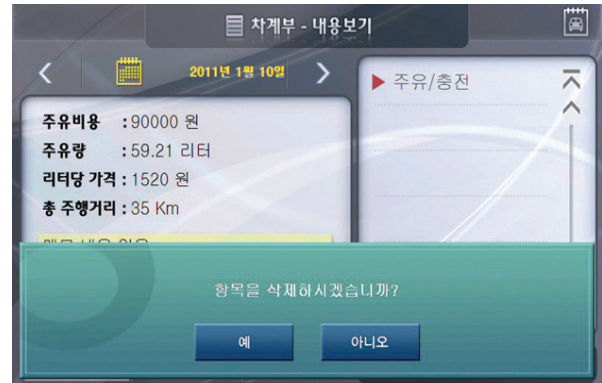 차계부 - 내용보기
2011년 1월 10일
주유비용 : 90000 원
주유량 : 59.21 리터
리터당 가격 : 1520 원
총 주행거리 : 35 Km
주유/충전
항목을 삭제하시겠습니까?
예
아니오